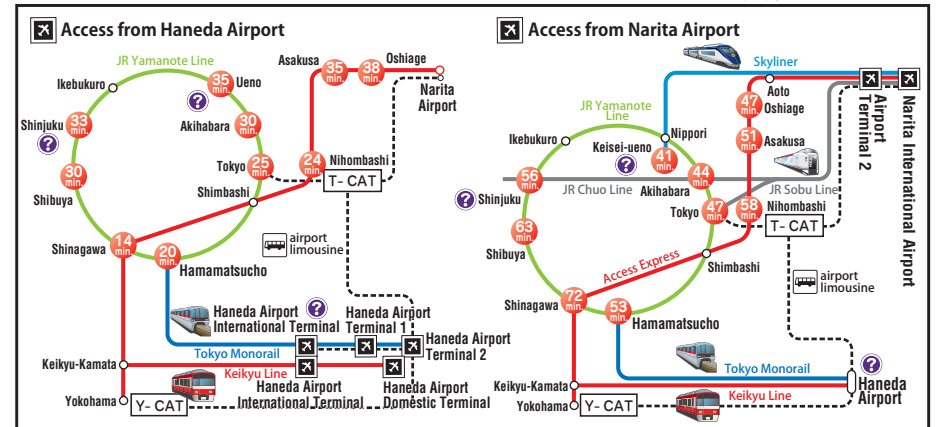 Access from Haneda Airport
JR Yamanote Line
Ikebukuro
35 min.
Ueno
?
Asakusa
35 min.
38 min.
Oshiage
Narita
Airport
Shinjuku
33 min.
?
Akihabara
30 min.
30 min.
Shibuya
Tokyo
25 min.
24 min.
Nihombashi
T- CAT
Shimbashi
Shinagawa
14 min.
20 min.
Hamamatsucho
airport
limousine
?
Haneda Airport
International Terminal
Haneda Airport
Terminal 1
Haneda Airport
Terminal 2
Tokyo Monorail
Keikyu-Kamata
Keikyu Line
Haneda Airport
International Terminal
Haneda Airport
Domestic Terminal
Yokohama
Y- CAT
Access from Narita Airport
Skyliner
Aoto
47 min.
Oshiage
Airport
Terminal 2
Narita International Airport
JR Yamanote
Line
Ikebukuro
Nippori
Keisei-ueno
?
41 min.
51 min.
Asakusa
56 min.
?
Shinjuku
JR Chuo Line
Akihabara
44 min.
JR Sobu Line
Tokyo
47 min.
58 min.
Nihombashi
T- CAT
63 min.
Shibuya
Shimbashi
Access Express
airport
limousine
Shinagawa
72 min.
53 min.
Hamamatsucho
Tokyo Monorail
?
Haneda
Airport
Keikyu-Kamata
Keikyu Line
Yokohama
Y- CAT